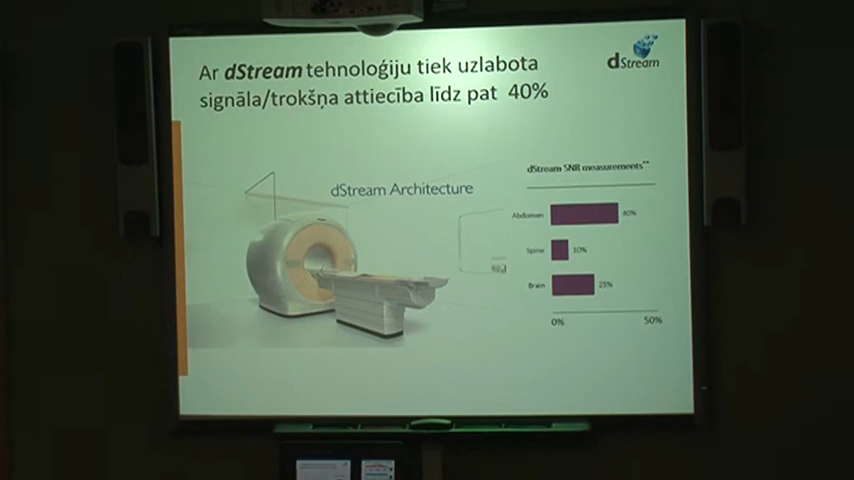 Ar dStream tehnoloģiju tiek uzlabota
signāla/trokšņa attiecība līdz pat 40%
dStream
dStream Architecture
dStream SNR measurements**
Abdomen 40%
Spine 10%
Brain 25%
0% 50%